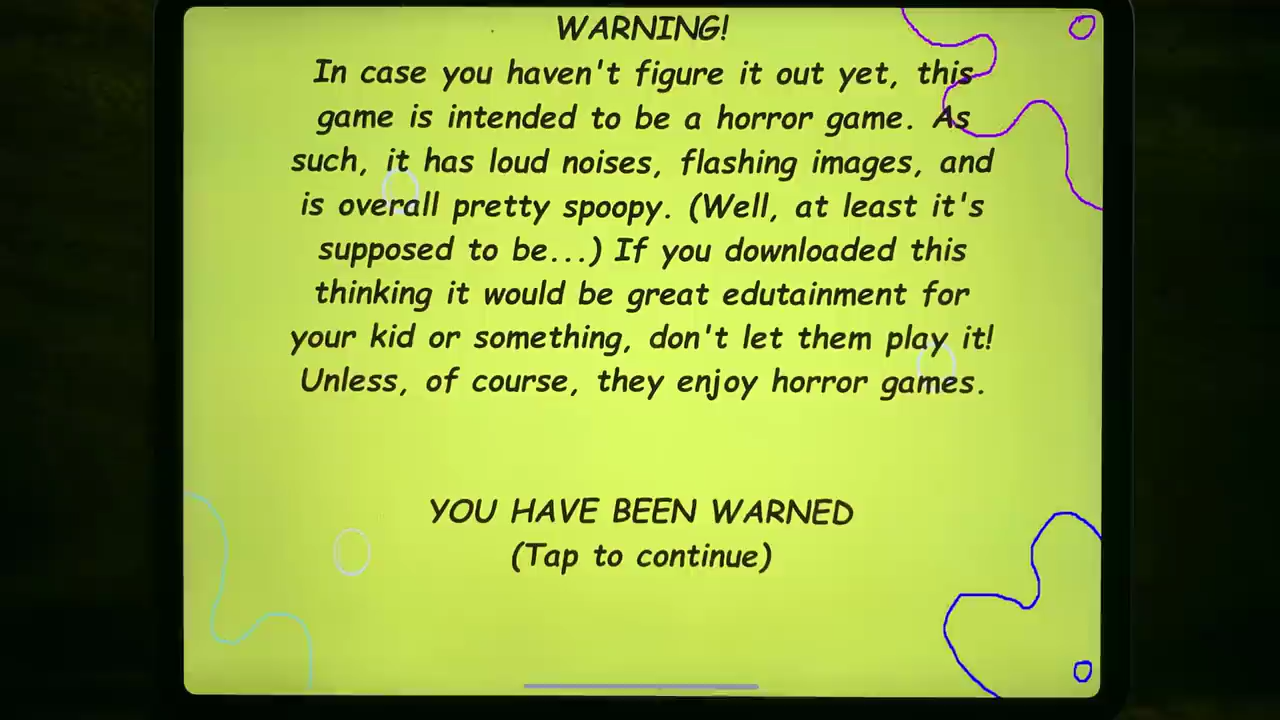 WARNING!
In case you haven't figure it out yet, this
game is intended to be a horror game. As
such, it has loud noises, flashing images, and
is overall pretty spoopy. (Well, at least it's
supposed to be...) If you downloaded this
thinking it would be great edutainment for
your kid or something, don't let them play it!
Unless, of course, they enjoy horror games.
YOU HAVE BEEN WARNED
(Tap to continue)